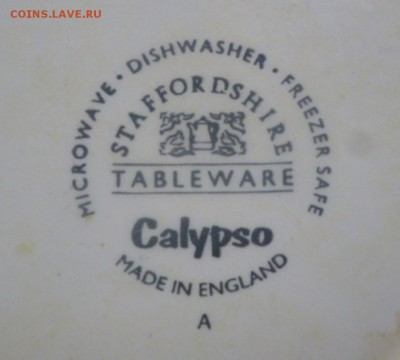 COINS.LAVE.RU
MICROWAVE · DISHWASHER · FREEZER SAFE
STAFFORDSHIRE
TABLEWARE
Calypso
MADE IN ENGLAND
A